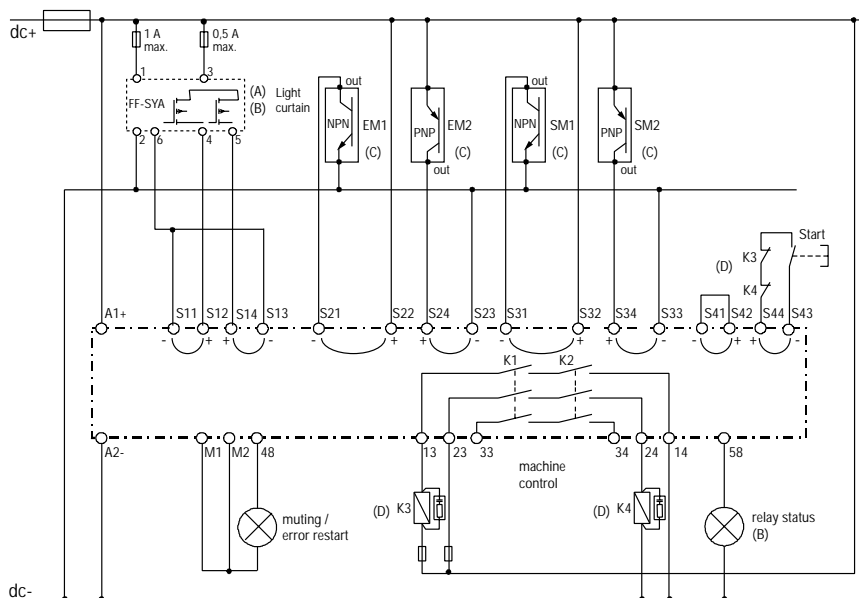 dc+
1 A
max.
0,5 A
max.
1
3
FF-SYA
(A)
(B)
Light
curtain
2
6
4
5
out
NPN
EM1
(C)
PNP
EM2
(C)
out
out
NPN
SM1
(C)
PNP
SM2
(C)
out
Start
K3
(D)
K4
A1+
S11
S12
S14
S13
S21
S22
S24
S23
S31
S32
S34
S33
S41
S42
S44
S43
- + + - - + + - - + + - - + + -
K1
K2
A2-
M1
M2
48
13
23
33
34
24
14
58
machine
control
(D)
K3
(D)
K4
muting /
error restart
relay status
(B)
dc-